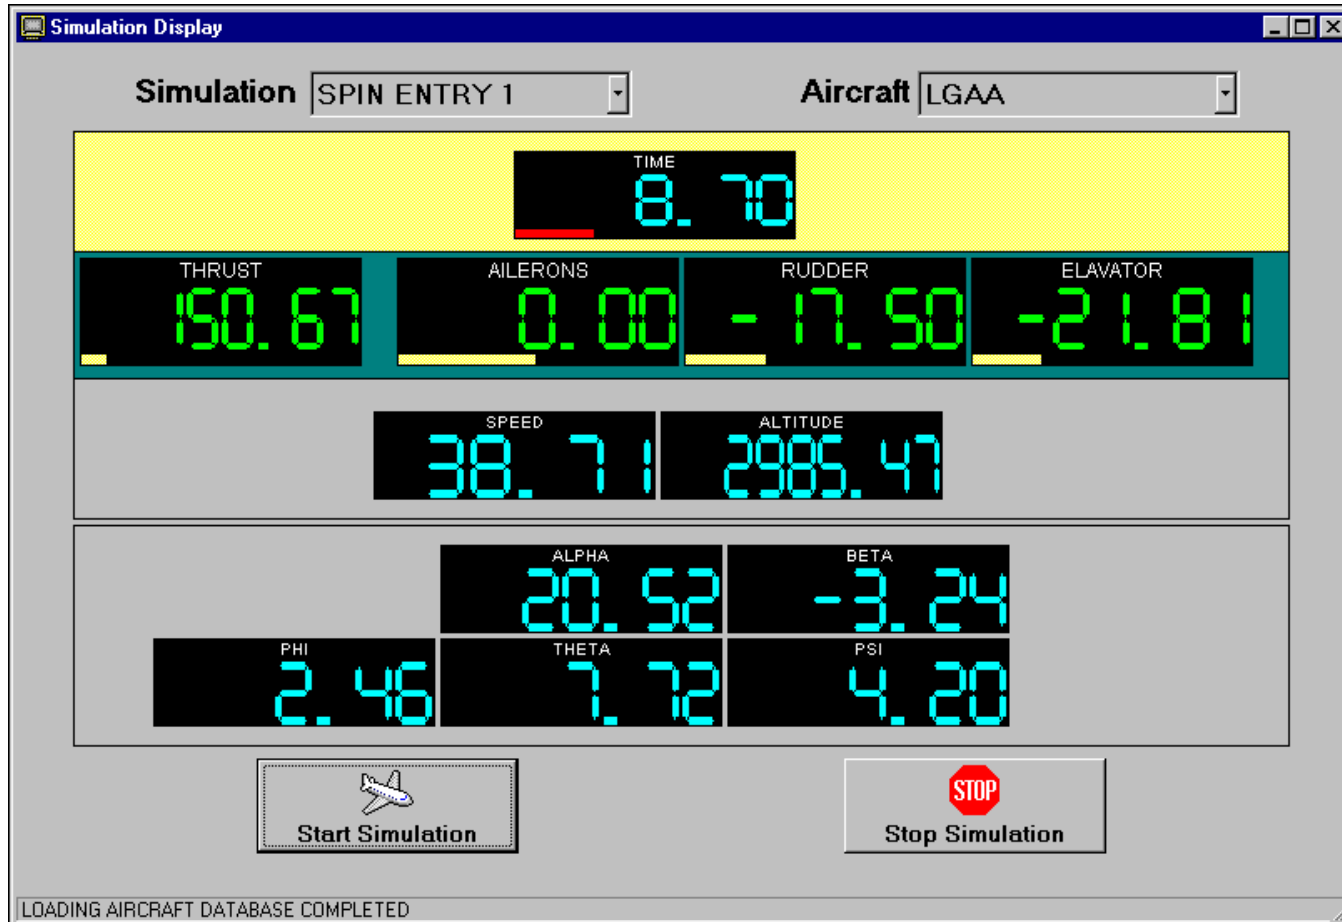 Simulation Display
Simulation SPIN ENTRY 1 Aircraft LGAA
TIME
8.70
THRUST AILERONS RUDDER ELAVATOR
150.67 0.00 -17.50 -21.81
SPEED ALTITUDE
38.71 2985.47
ALPHA BETA
20.52 -3.24
PHI THETA PSI
2.46 7.72 4.20
STOP
Start Simulation Stop Simulation
LOADING AIRCRAFT DATABASE COMPLETED